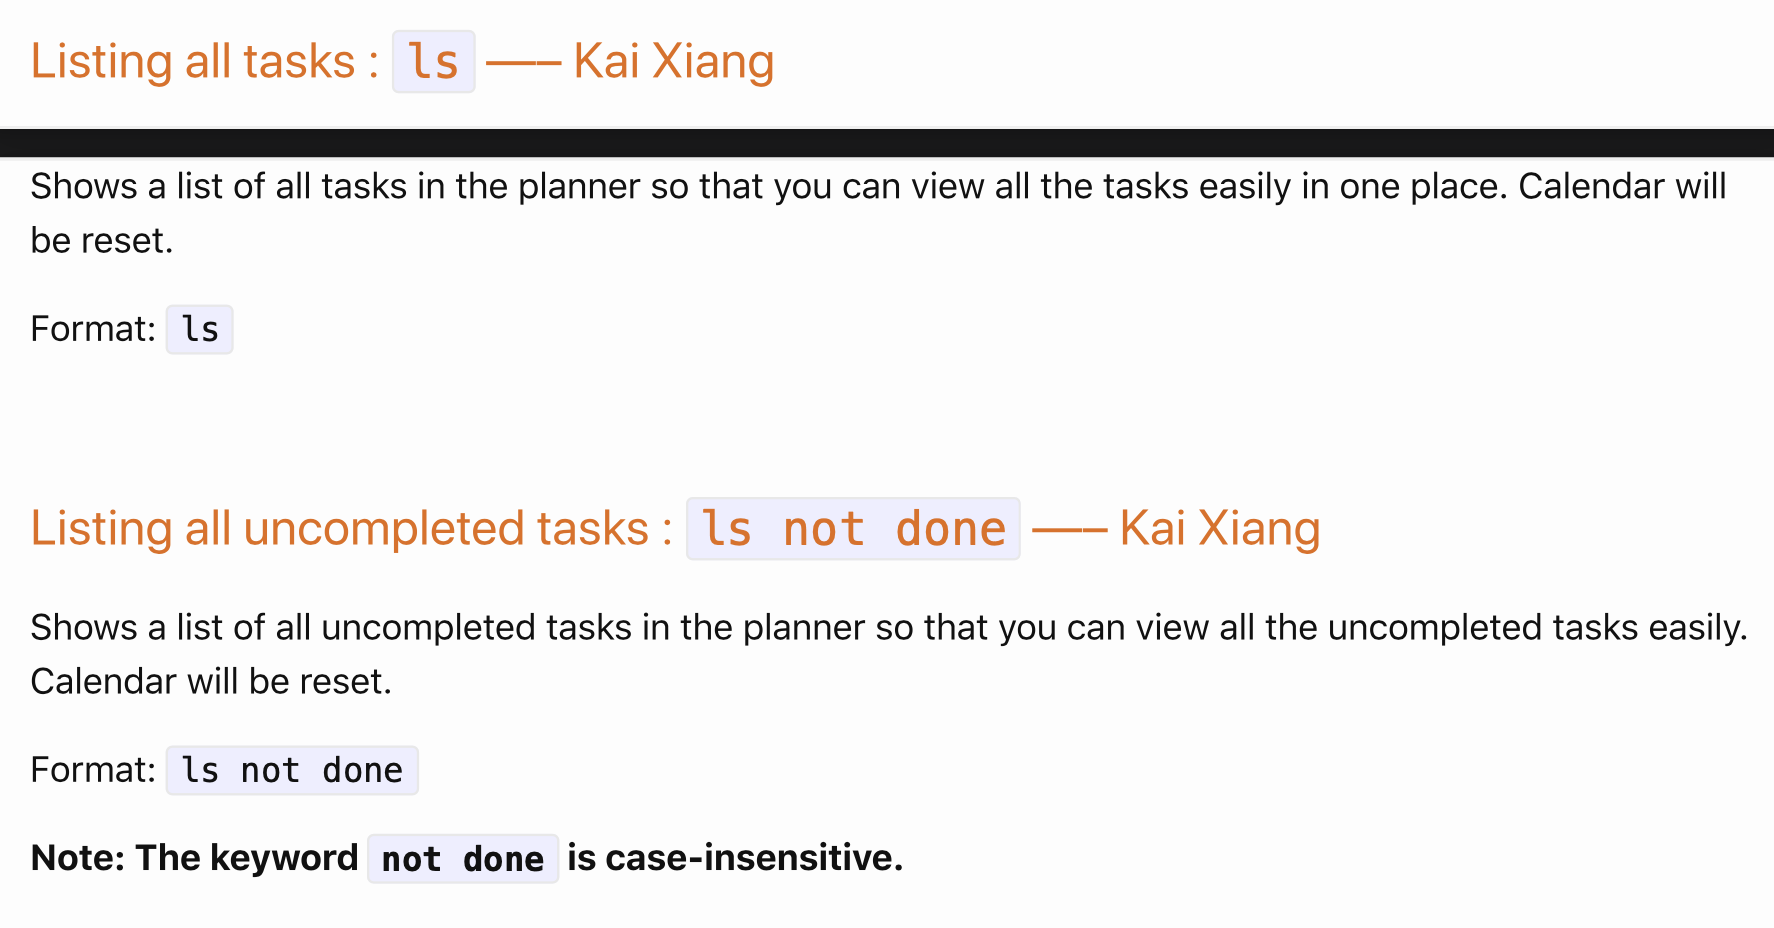 Listing all tasks : ls —– Kai Xiang
Shows a list of all tasks in the planner so that you can view all the tasks easily in one place. Calendar will
be reset.
Format: ls
Listing all uncompleted tasks : ls not done —– Kai Xiang
Shows a list of all uncompleted tasks in the planner so that you can view all the uncompleted tasks easily.
Calendar will be reset.
Format: ls not done
Note: The keyword not done is case-insensitive.